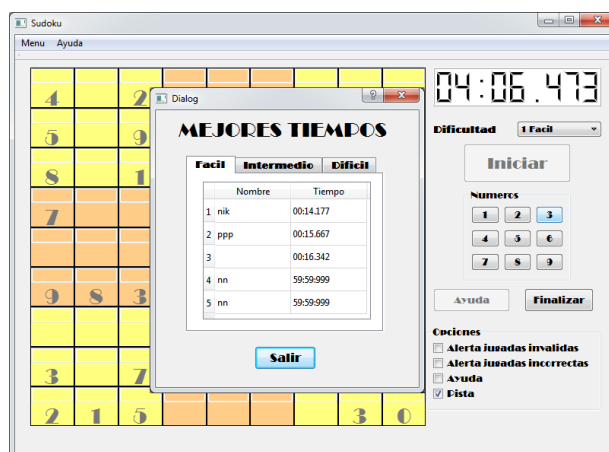 Sudoku
Menu Ayuda
4 2
5 9
8 1
7
9 8 3
3 7
2 1 5 3
Dialog
MEJORES TIEMPOS
Facil Intermedio Dificil
Nombre Tiempo
1 nik 00:14.177
2 ppp 00:15.667
3 00:16.342
4 nn 59:59:999
5 nn 59:59:999
Salir
04:06.473
Dificultad 1 Facil
Iniciar
Numeros
1 2 3
4 5 6
7 8 9
Ayuda Finalizar
Opciones
Alerta jugadas invalidas
Alerta jugadas incorrectas
Ayuda
Pista